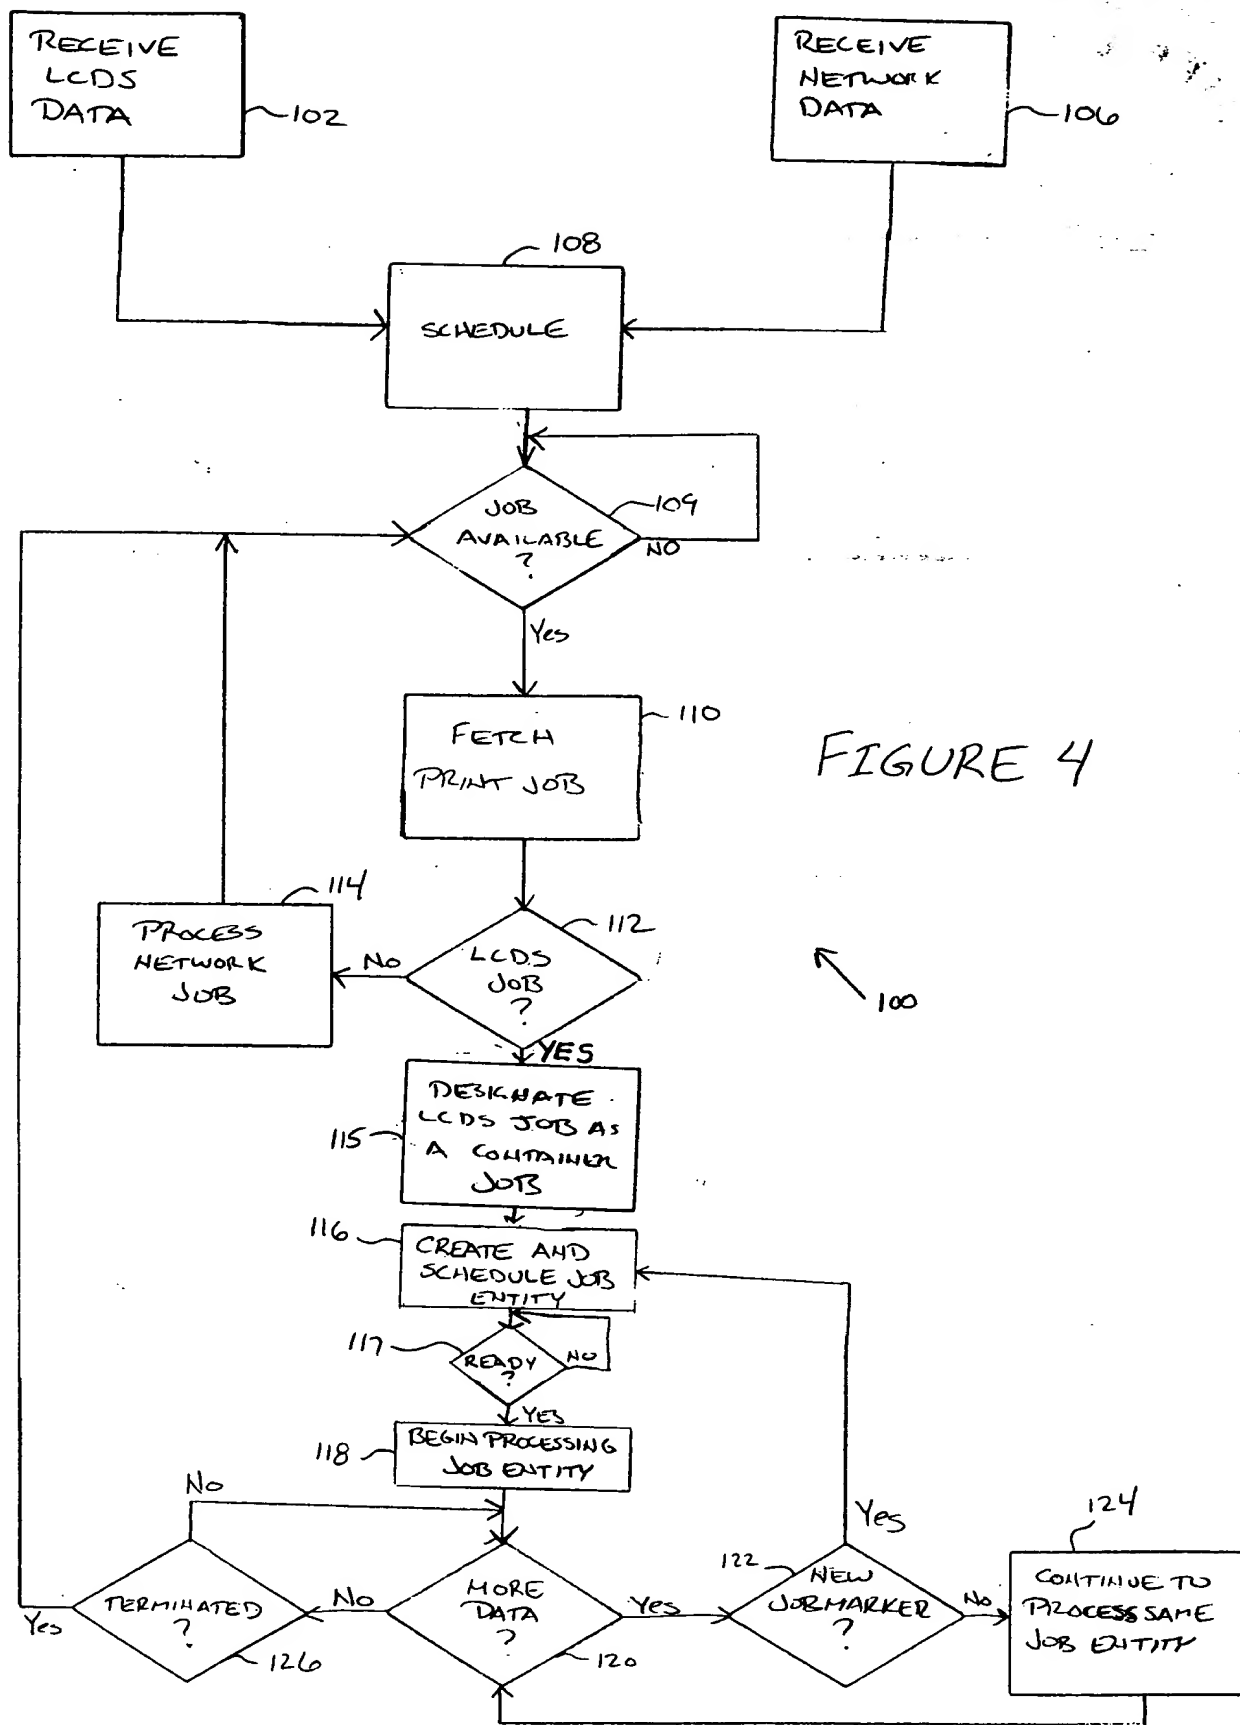 RECEIVE
LCDS
DATA
102
RECEIVE
NETWORK
DATA
106
108
SCHEDULE
JOB
AVAILABLE
?
109
NO
Yes
FETCH
PRINT JOB
110
FIGURE 4
114
PROCESS
NETWORK
JOB
No
LCDS
JOB
?
112
100
YES
DESIGNATE
LCDS JOB AS
A CONTAINER
JOB
115
116
CREATE AND
SCHEDULE JOB
ENTITY
117
READY
?
NO
YES
118
BEGIN PROCESSING
JOB ENTITY
No
TERMINATED
?
126
Yes
No
MORE
DATA
?
120
Yes
122
NEW
JOBMARKER
?
Yes
No
124
CONTINUE TO
PROCESS SAME
JOB ENTITY